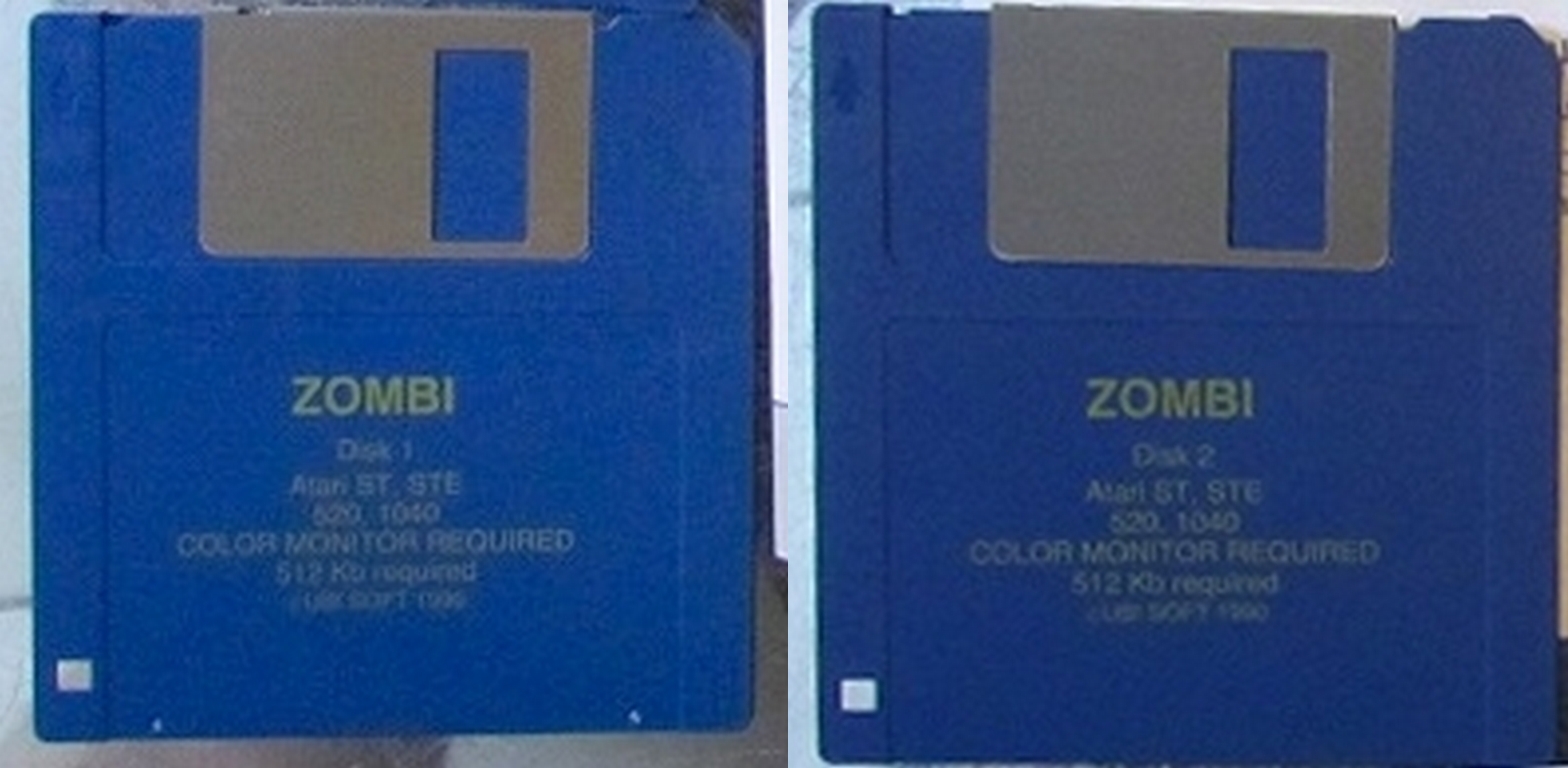 ZOMBI
Disk 1
Atari ST, STE
520, 1040
COLOR MONITOR REQUIRED
512 Kb required
© UBI SOFT 1990
ZOMBI
Disk 2
Atari ST, STE
520, 1040
COLOR MONITOR REQUIRED
512 Kb required
© UBI SOFT 1990